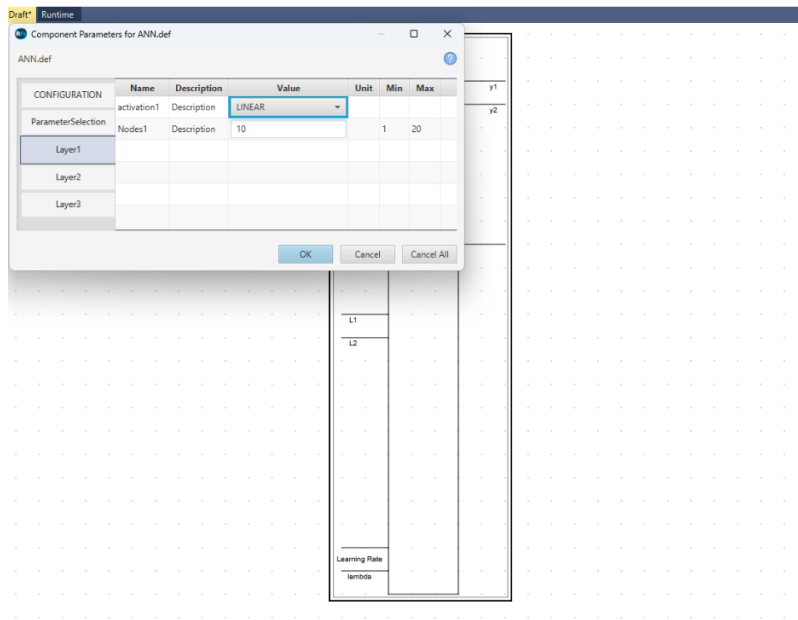 Draft* Runtime
Component Parameters for ANN.def
ANN.def
CONFIGURATION
ParameterSelection
Layer1
Layer2
Layer3
Name Description Value Unit Min Max
activation1 Description LINEAR
Nodes1 Description 10 1 20
OK Cancel Cancel All
y1
y2
L1
L2
Learning Rate
lambda